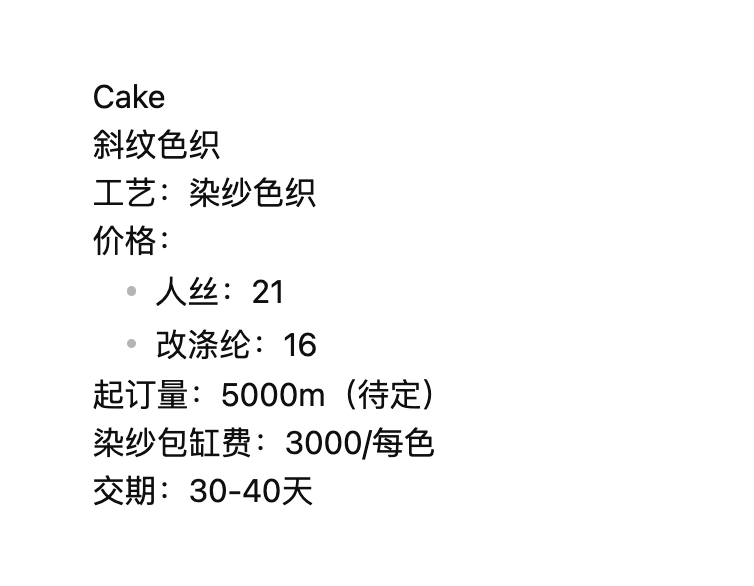 Cake
斜纹色织
工艺：染纱色织
价格：
• 人丝：21
• 改涤纶：16
起订量：5000m（待定）
染纱包缸费：3000/每色
交期：30-40天